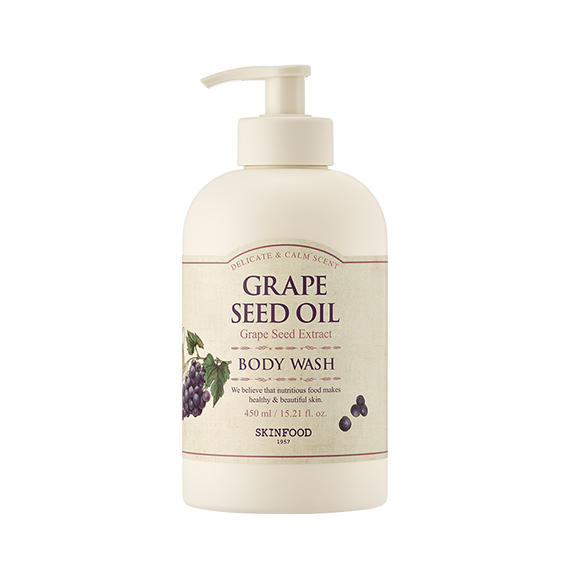 DELICATE & CALM SCENT
GRAPE
SEED OIL
Grape Seed Extract
BODY WASH
We believe that nutritious food makes
healthy & beautiful skin.
450 ml / 15.21 fl. oz.
SKINFOOD
1957